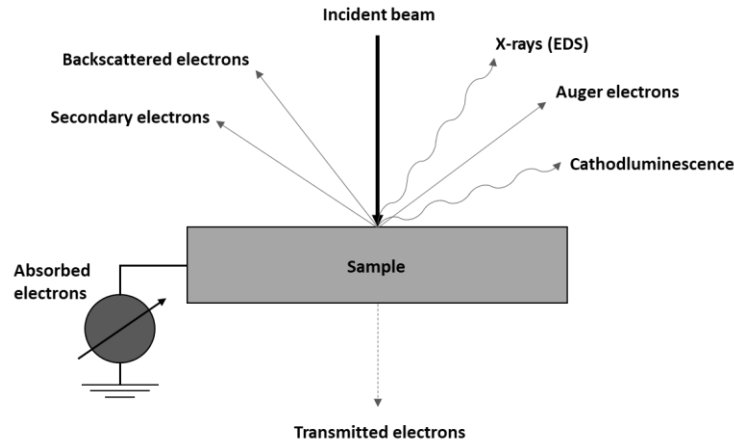 Incident beam
X-rays (EDS)
Backscattered electrons
Auger electrons
Secondary electrons
Cathodluminescence
Sample
Absorbed
electrons
Transmitted electrons